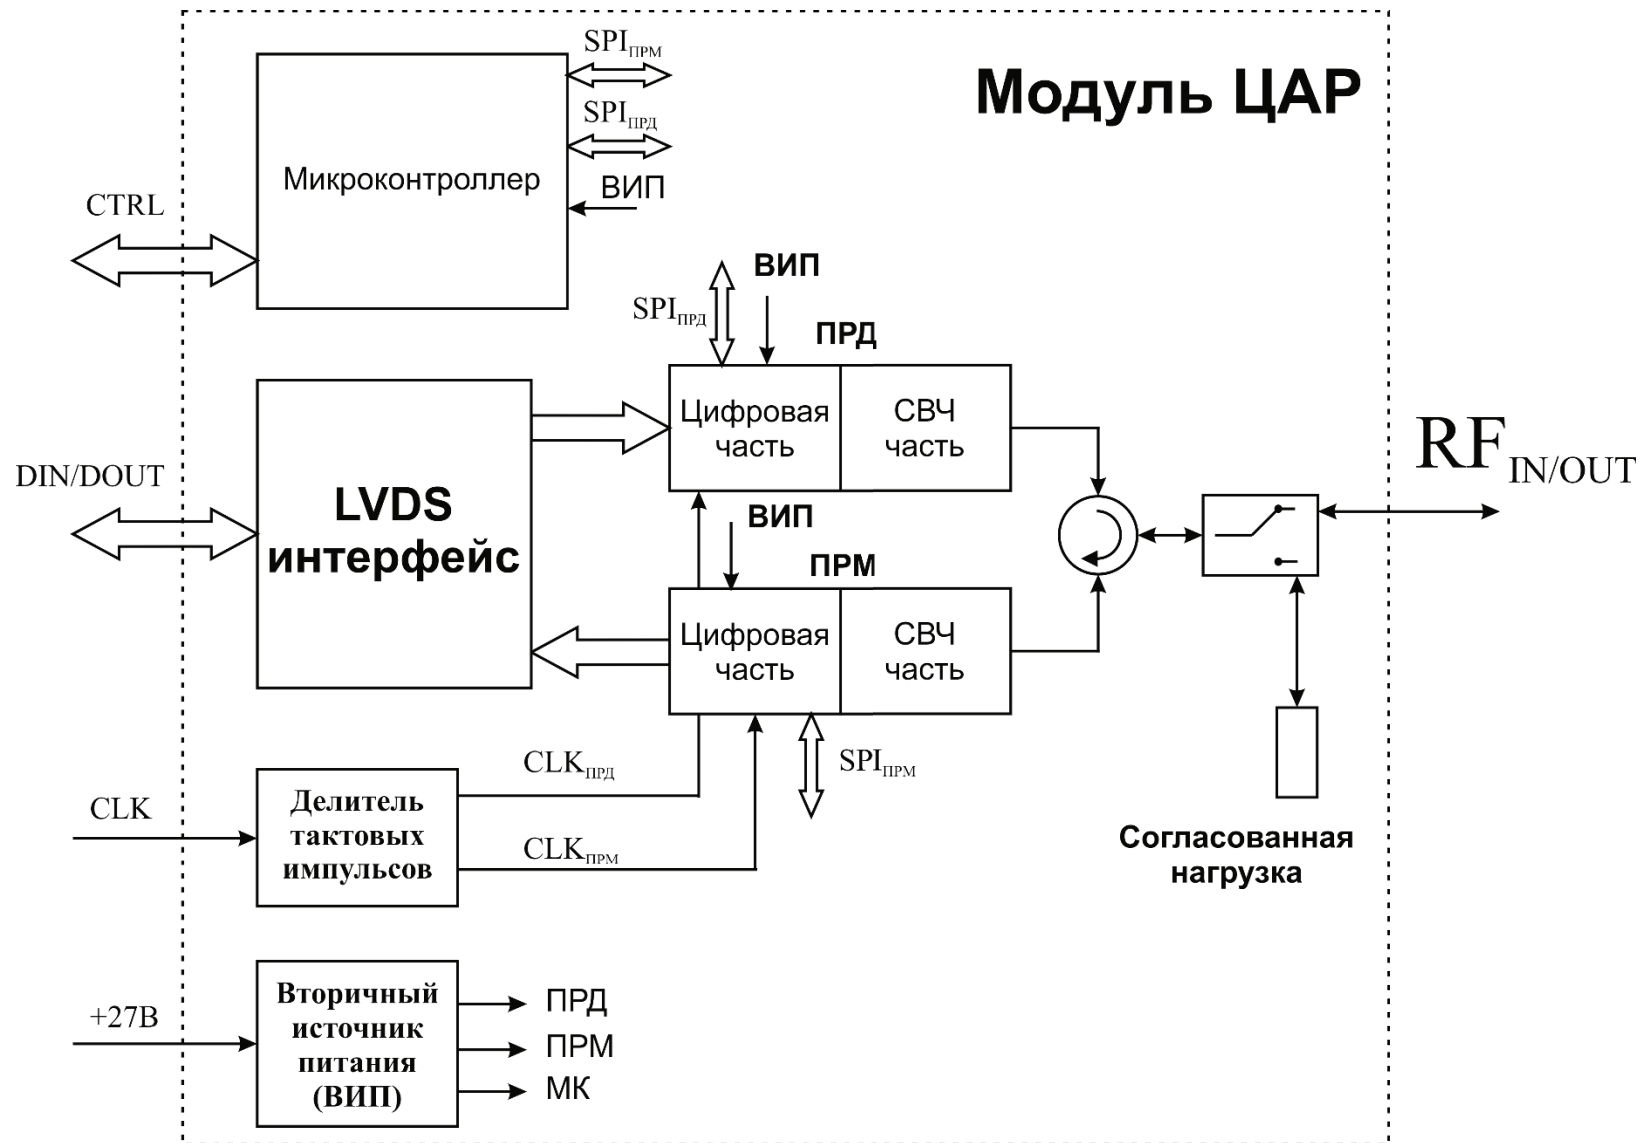 Модуль ЦАР
SPIПРМ
SPIПРД
Микроконтроллер
ВИП
CTRL
ВИП
SPIПРД
ПРД
Цифровая
часть
СВЧ
часть
RFIN/OUT
DIN/DOUT
LVDS
интерфейс
ВИП
ПРМ
Цифровая
часть
СВЧ
часть
CLKПРД
SPIПРМ
CLK
Делитель
тактовых
импульсов
CLKПРМ
Согласованная
нагрузка
+27В
Вторичный
источник
питания
(ВИП)
ПРД
ПРМ
МК